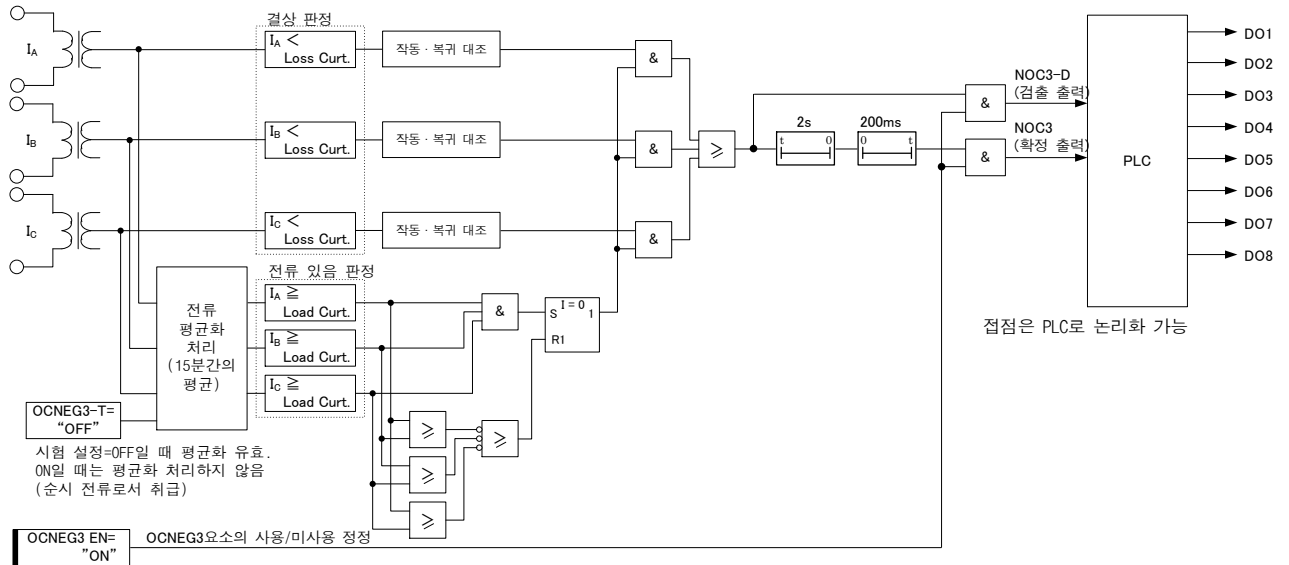 결상 판정
IA
IA <
Loss Curt.
작동 · 복귀 대조
&
IB
IB <
Loss Curt.
작동 · 복귀 대조
&
≥
IC
IC <
Loss Curt.
작동 · 복귀 대조
&
2s
t 0
200ms
0 t
&
&
NOC3-D
(검출 출력)
NOC3
(확정 출력)
PLC
DO1
DO2
DO3
DO4
DO5
DO6
DO7
DO8
접점은 PLC로 논리화 가능
전류
평균화
처리
(15분간의
평균)
전류 있음 판정
IA ≧
Load Curt.
IB ≧
Load Curt.
IC ≧
Load Curt.
&
I = 0
S 1
R1
≥
≥
≥
≥
OCNEG3-T=
“OFF”
시험 설정=OFF일 때 평균화 유효.
ON일 때는 평균화 처리하지 않음
(순시 전류로서 취급)
OCNEG3 EN=
”ON”
OCNEG3요소의 사용/미사용 정정